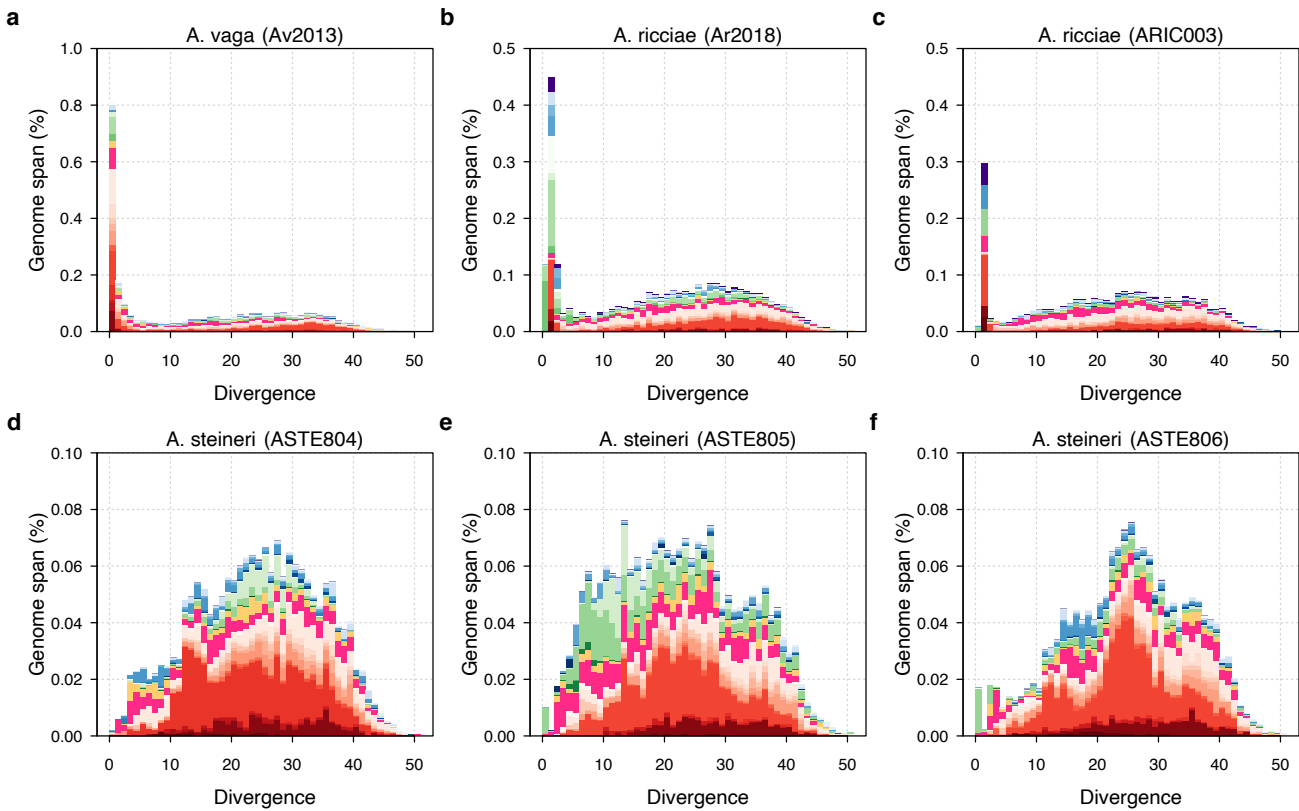 a
A. vaga (Av2013)
Genome span (%)
1.0
0.8
0.6
0.4
0.2
0.0
0 10 20 30 40 50
Divergence
b
A. ricciae (Ar2018)
Genome span (%)
0.5
0.4
0.3
0.2
0.1
0.0
0 10 20 30 40 50
Divergence
c
A. ricciae (ARIC003)
Genome span (%)
0.5
0.4
0.3
0.2
0.1
0.0
0 10 20 30 40 50
Divergence
d
A. steineri (ASTE804)
Genome span (%)
0.10
0.08
0.06
0.04
0.02
0.00
0 10 20 30 40 50
Divergence
e
A. steineri (ASTE805)
Genome span (%)
0.10
0.08
0.06
0.04
0.02
0.00
0 10 20 30 40 50
Divergence
f
A. steineri (ASTE806)
Genome span (%)
0.10
0.08
0.06
0.04
0.02
0.00
0 10 20 30 40 50
Divergence